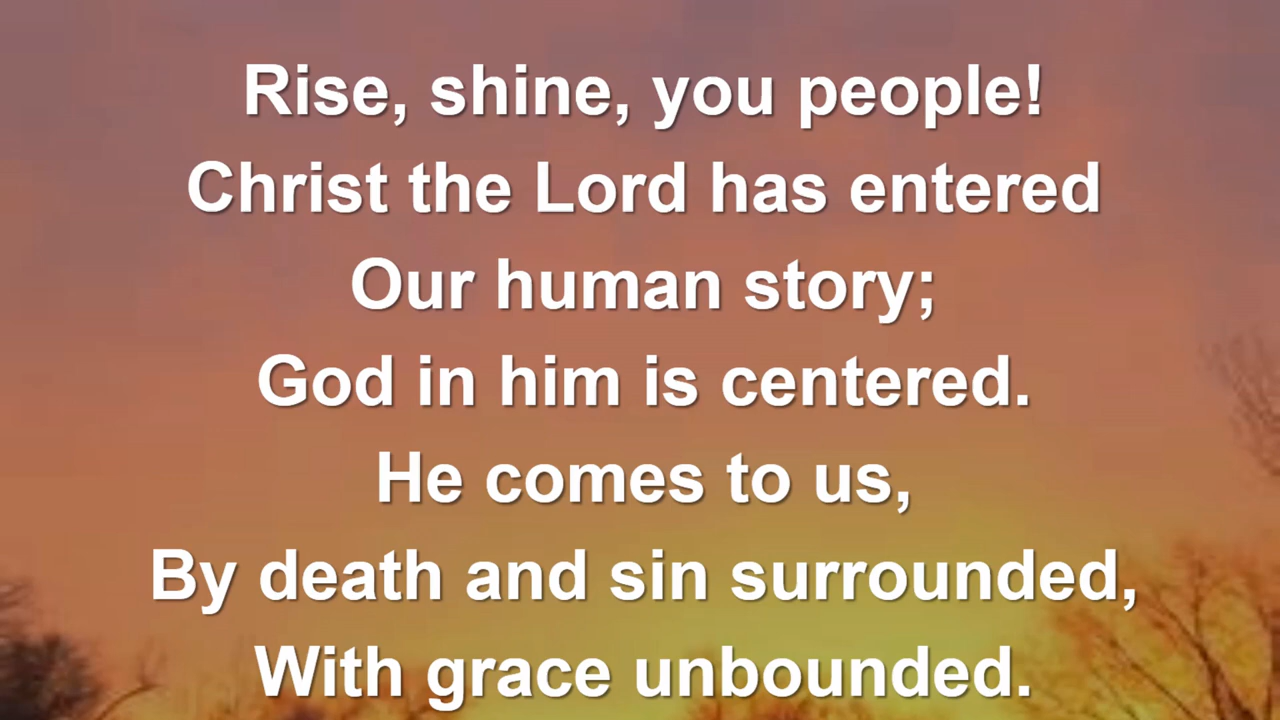 Rise, shine, you people!
Christ the Lord has entered
Our human story;
God in him is centered.
He comes to us,
By death and sin surrounded,
With grace unbounded.